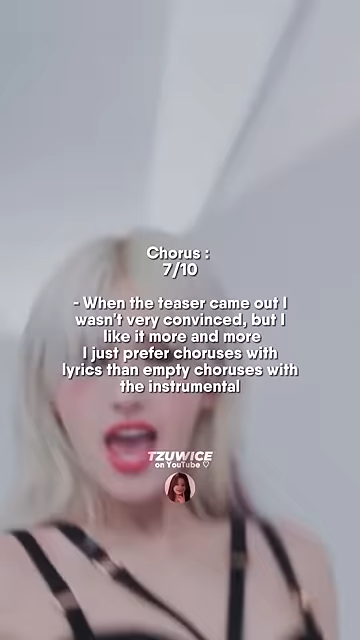 Chorus :
7/10
- When the teaser came out I
wasn't very convinced, but I
like it more and more
I just prefer choruses with
lyrics than empty choruses with
the instrumental
TZUWICE
on YouTube ♡